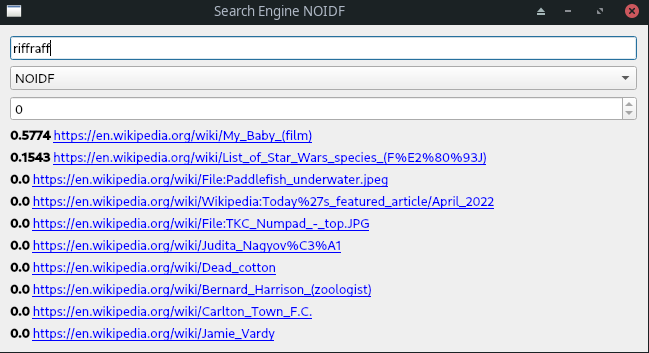 Search Engine NOIDF
riffraff
NOIDF
0
0.5774 https://en.wikipedia.org/wiki/My_Baby_(film)
0.1543 https://en.wikipedia.org/wiki/List_of_Star_Wars_species_(F%E2%80%93J)
0.0 https://en.wikipedia.org/wiki/File:Paddlefish_underwater.jpeg
0.0 https://en.wikipedia.org/wiki/Wikipedia:Today%27s_featured_article/April_2022
0.0 https://en.wikipedia.org/wiki/File:TKC_Numpad_-_top.JPG
0.0 https://en.wikipedia.org/wiki/Judita_Nagyov%C3%A1
0.0 https://en.wikipedia.org/wiki/Dead_cotton
0.0 https://en.wikipedia.org/wiki/Bernard_Harrison_(zoologist)
0.0 https://en.wikipedia.org/wiki/Carlton_Town_F.C.
0.0 https://en.wikipedia.org/wiki/Jamie_Vardy